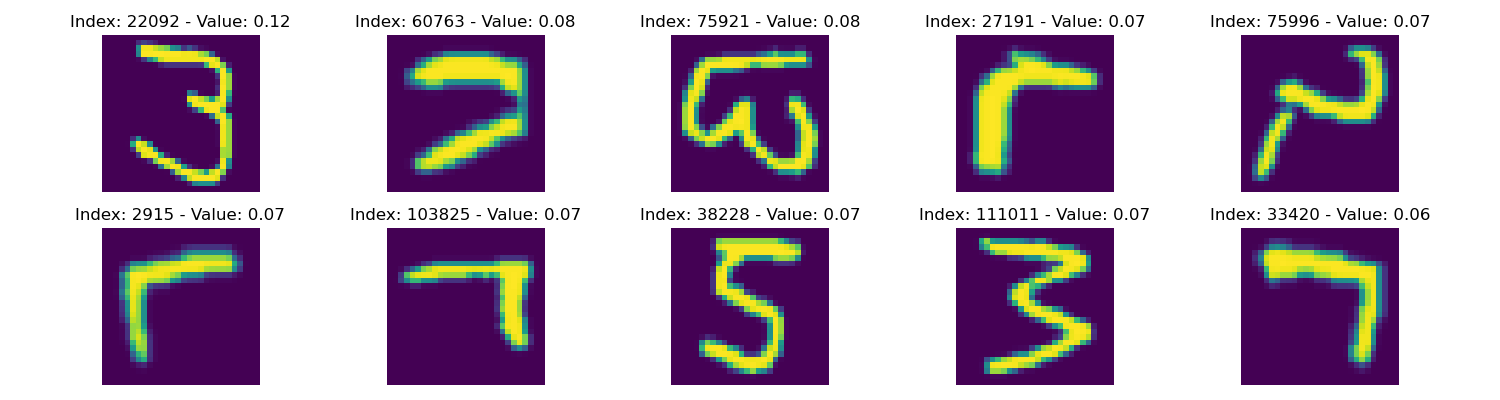 Index: 22092 - Value: 0.12 Index: 60763 - Value: 0.08 Index: 75921 - Value: 0.08 Index: 27191 - Value: 0.07 Index: 75996 - Value: 0.07
Index: 2915 - Value: 0.07 Index: 103825 - Value: 0.07 Index: 38228 - Value: 0.07 Index: 111011 - Value: 0.07 Index: 33420 - Value: 0.06